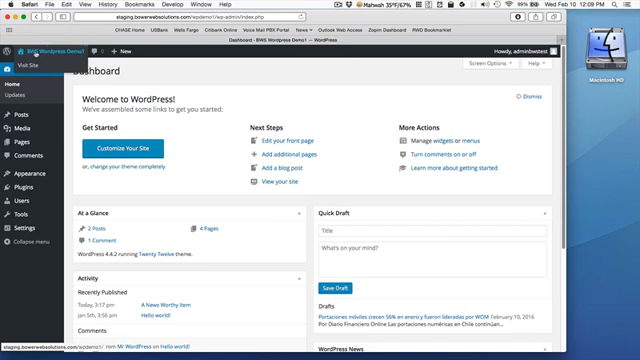 Safari File Edit View History Bookmarks Develop Window Help
Mahwah 35°F/67%
Wed Feb 10 12:09 PM
staging.bowerwebsolutions.com/wpdemo1/wp-admin/index.php
CHASE Home USBank Wells Fargo Citibank Voice Mail PBX Portal News Dashboard Zopim Dashboard RWD Bookmarklet
Dashboard ‹ BWS Wordpress Demo1 — WordPress
BWS Wordpress Demo1 0 + New Howdy, adminbwstest
Visit Site
Macintosh HD
Dashboard
Screen Options Help
Home
Updates
Posts
Media
Pages
Comments
Appearance
Plugins
Users
Tools
Settings
Collapse menu
Welcome to WordPress!
Dismiss
We've assembled some links to get you started:
Get Started
Customize Your Site
or, change your theme completely
Next Steps
Edit your front page
Add additional pages
Add a blog post
View your site
More Actions
Manage widgets or menus
Turn comments on or off
Learn more about getting started
At a Glance
2 Posts 4 Pages
1 Comment
WordPress 4.4.2 running Twenty Twelve theme.
Activity
Recently Published
Today, 3:17 pm A News Worthy Item
Jan 5th, 3:56 pm Hello world!
Comments
From Mr WordPress on Hello world!
Quick Draft
Title
What's on your mind?
Save Draft
Drafts
Portaciones móviles crecen 56% en enero y fueron lideradas por WOM February 10, 2016
Por Diario Financiero Online Las portaciones numéricas en Chile continúan...
WordPress News
staging.bowerwebsolutions.com/wpdemo1/